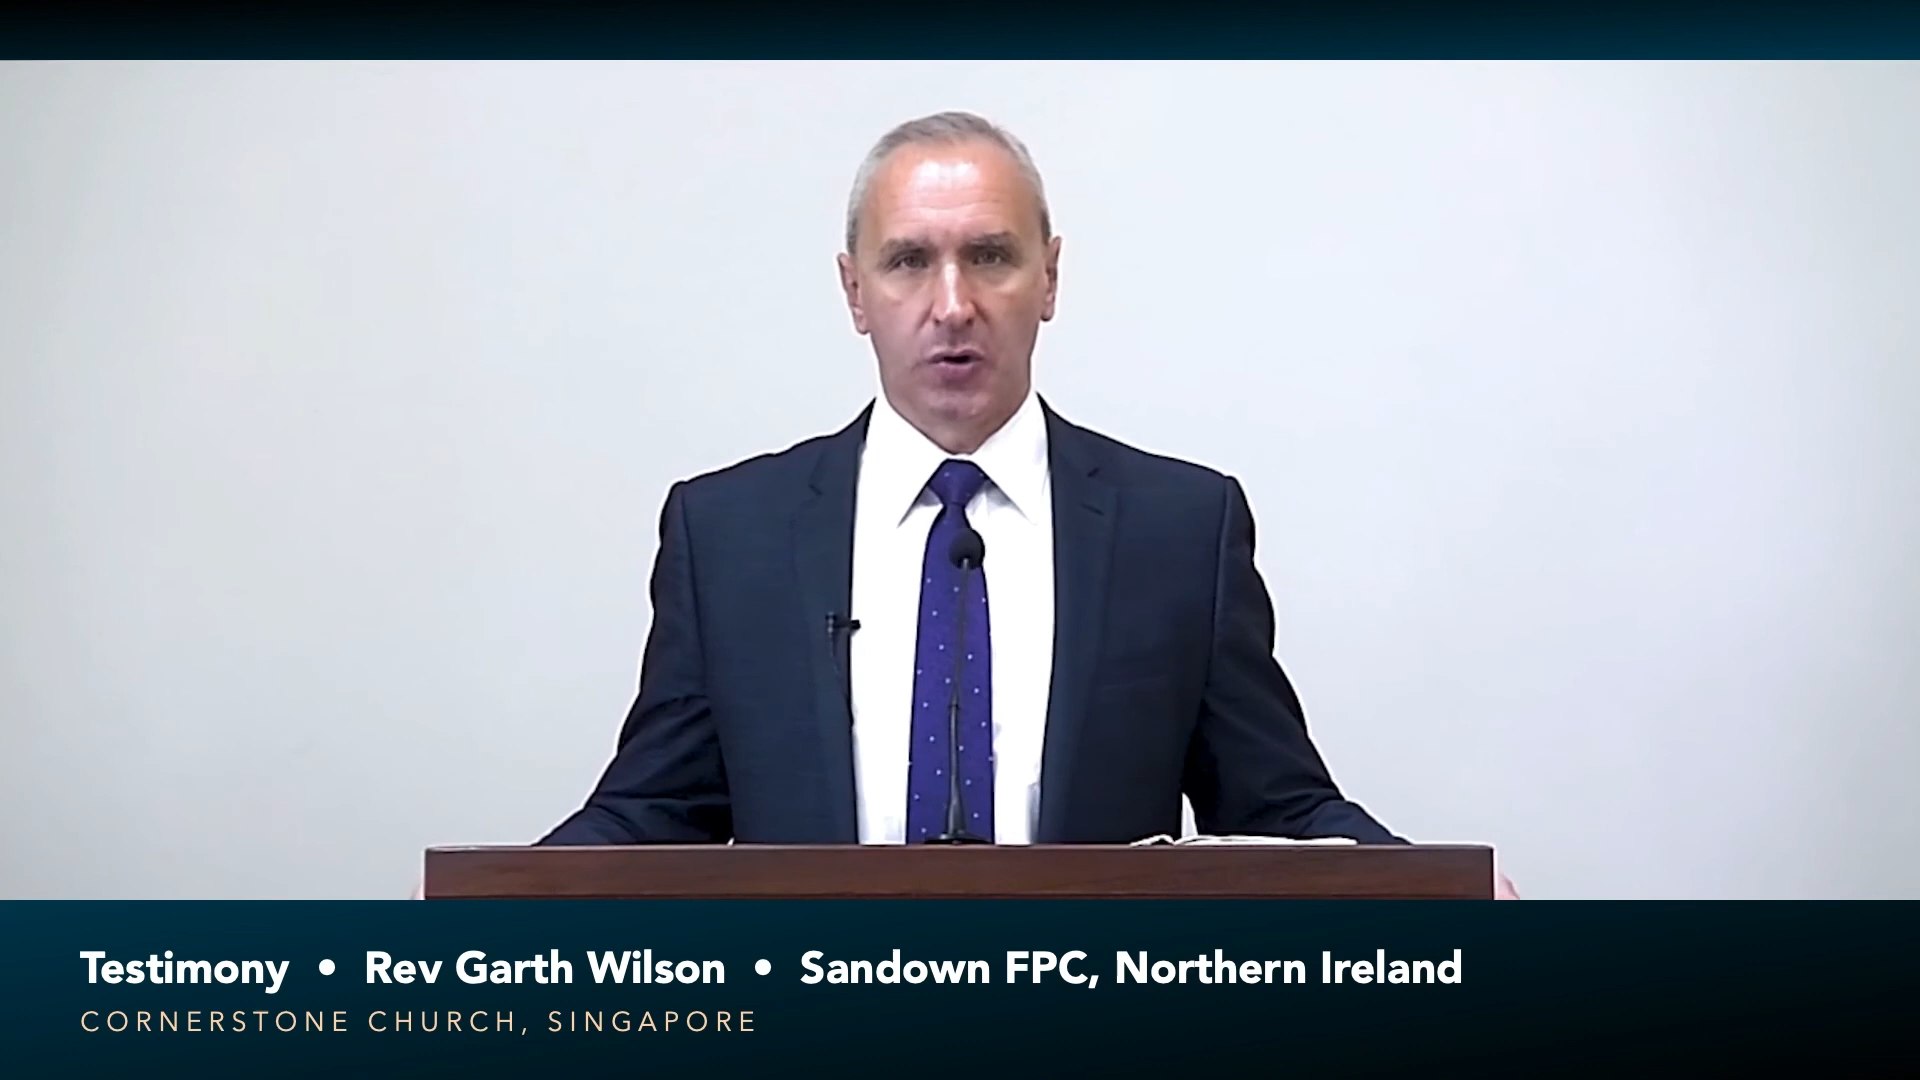 Testimony • Rev Garth Wilson • Sandown FPC, Northern Ireland
CORNERSTONE CHURCH, SINGAPORE